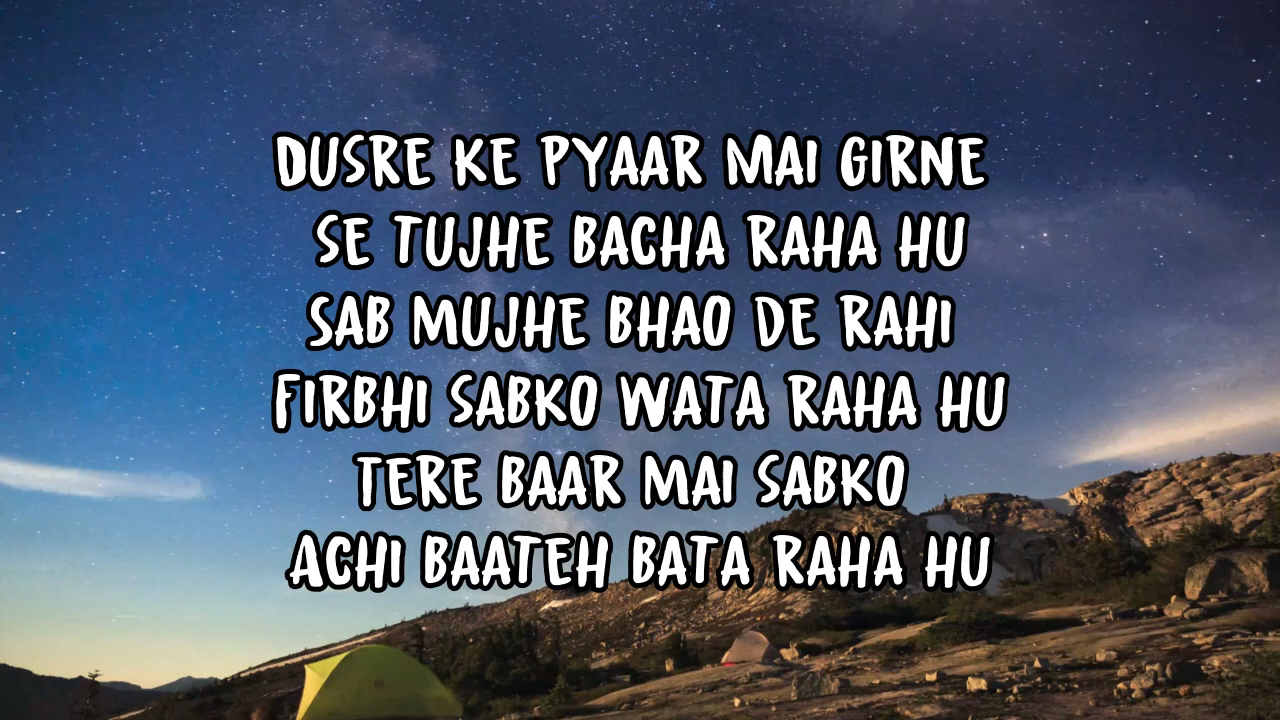 DUSRE KE PYAAR MAI GIRNE
SE TUJHE BACHA RAHA HU
SAB MUJHE BHAO DE RAHI
FIRBHI SABKO WATA RAHA HU
TERE BAAR MAI SABKO
ACHI BAATEH BATA RAHA HU